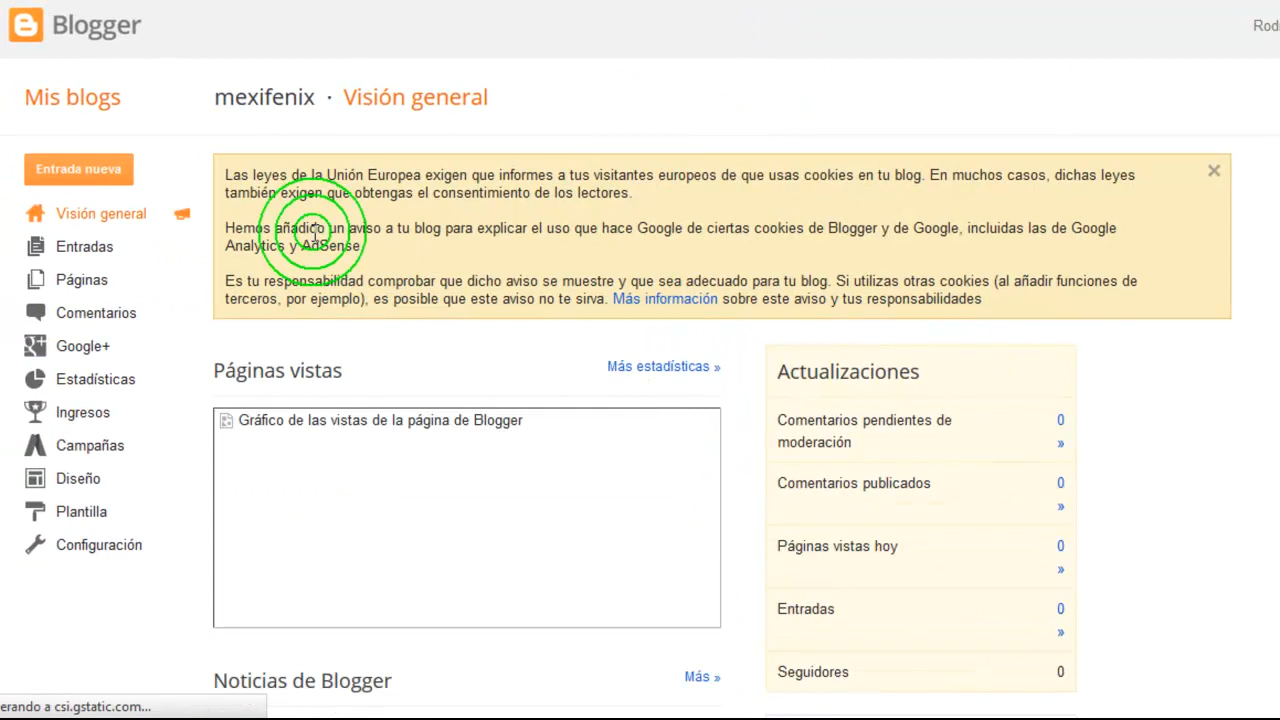 Blogger
Rod
Mis blogs
mexifenix · Visión general
Entrada nueva
Visión general
Entradas
Páginas
Comentarios
Google+
Estadísticas
Ingresos
Campañas
Diseño
Plantilla
Configuración
Las leyes de la Unión Europea exigen que informes a tus visitantes europeos de que usas cookies en tu blog. En muchos casos, dichas leyes
también exigen que obtengas el consentimiento de los lectores.
Hemos añadido un aviso a tu blog para explicar el uso que hace Google de ciertas cookies de Blogger y de Google, incluidas las de Google
Analytics y AdSense.
Es tu responsabilidad comprobar que dicho aviso se muestre y que sea adecuado para tu blog. Si utilizas otras cookies (al añadir funciones de
terceros, por ejemplo), es posible que este aviso no te sirva. Más información sobre este aviso y tus responsabilidades
Páginas vistas
Más estadísticas »
Gráfico de las vistas de la página de Blogger
Noticias de Blogger
Más »
Actualizaciones
Comentarios pendientes de 0
moderación »
Comentarios publicados 0
»
Páginas vistas hoy 0
»
Entradas 0
»
Seguidores 0
erando a csi.gstatic.com...